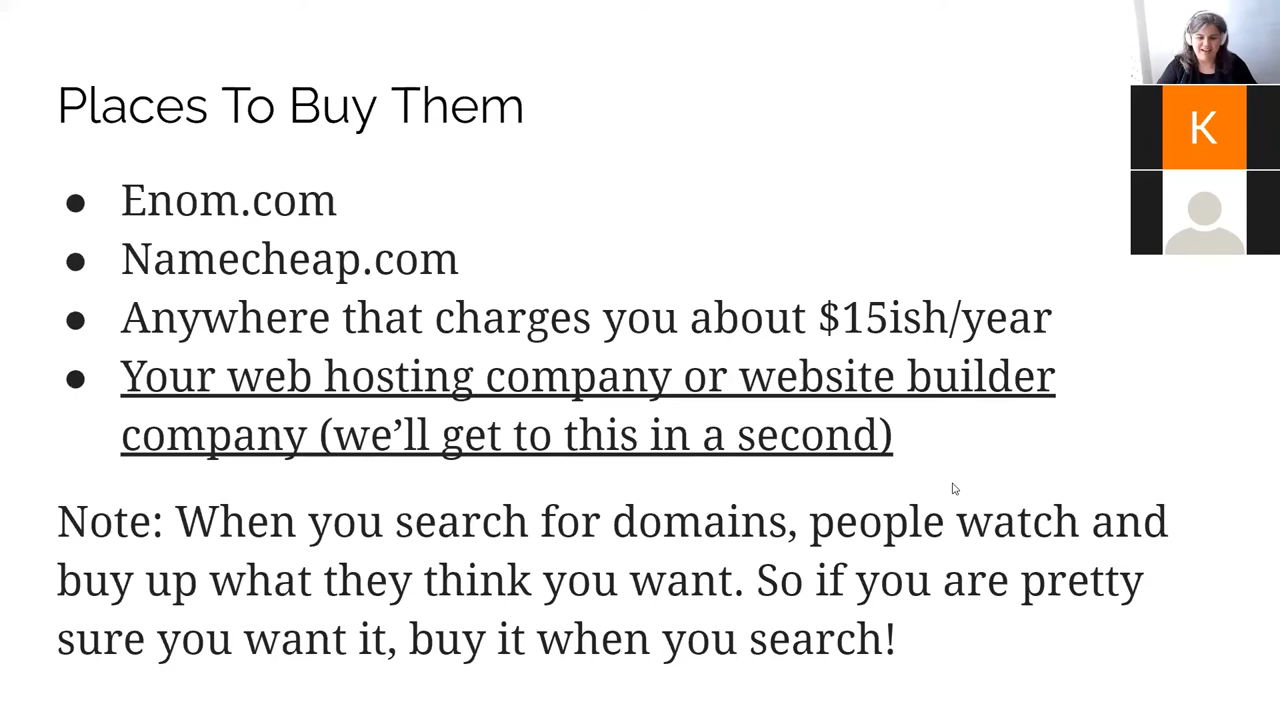 Places To Buy Them
K
● Enom.com
● Namecheap.com
● Anywhere that charges you about $15ish/year
● Your web hosting company or website builder
company (we’ll get to this in a second)
Note: When you search for domains, people watch and
buy up what they think you want. So if you are pretty
sure you want it, buy it when you search!